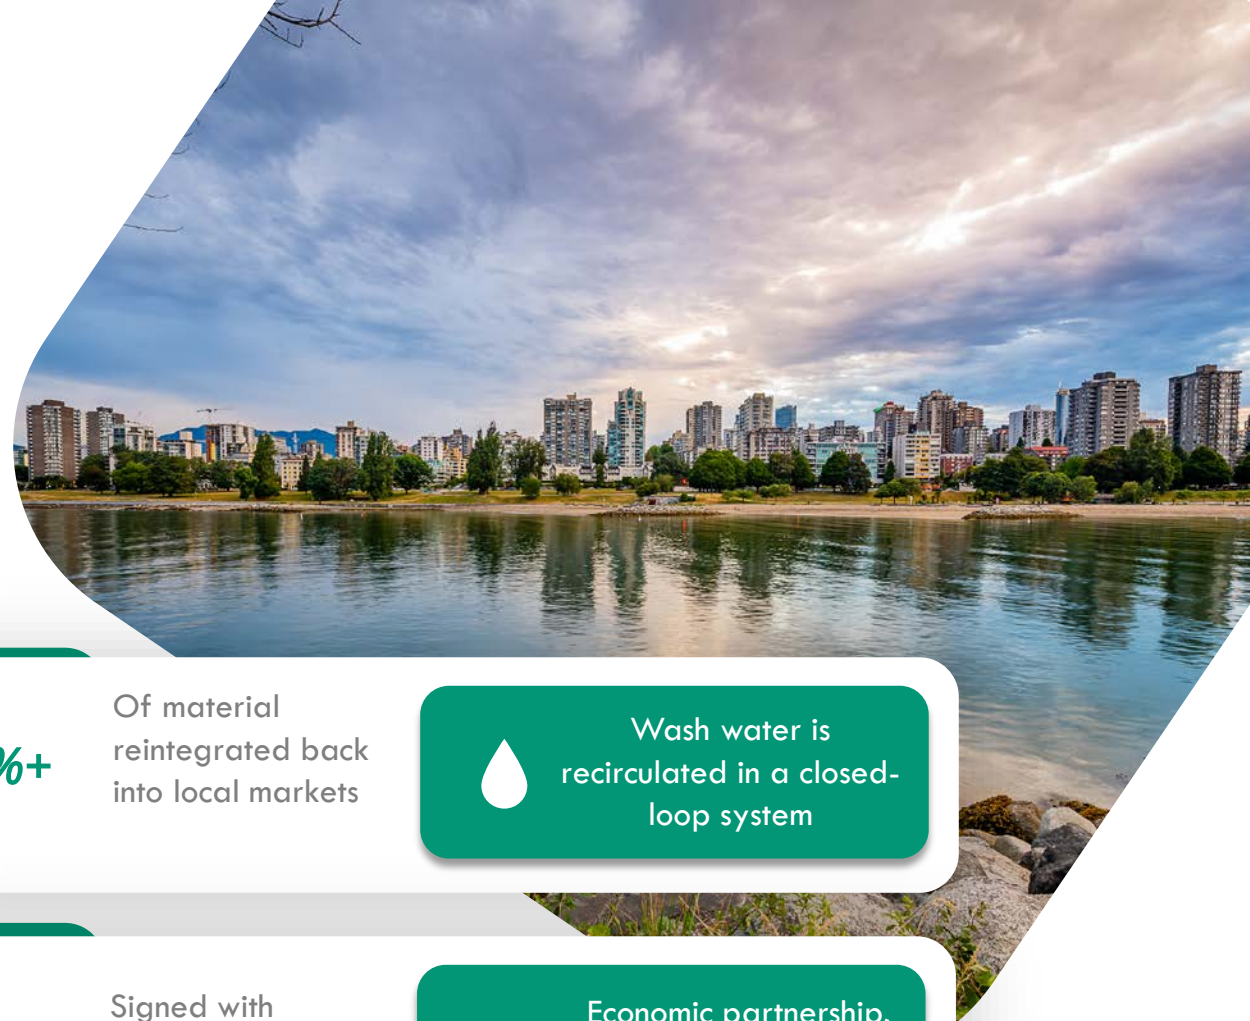 %+
Of material
reintegrated back
into local markets
Wash water is
recirculated in a closed-
loop system
Signed with
Economic partnership,